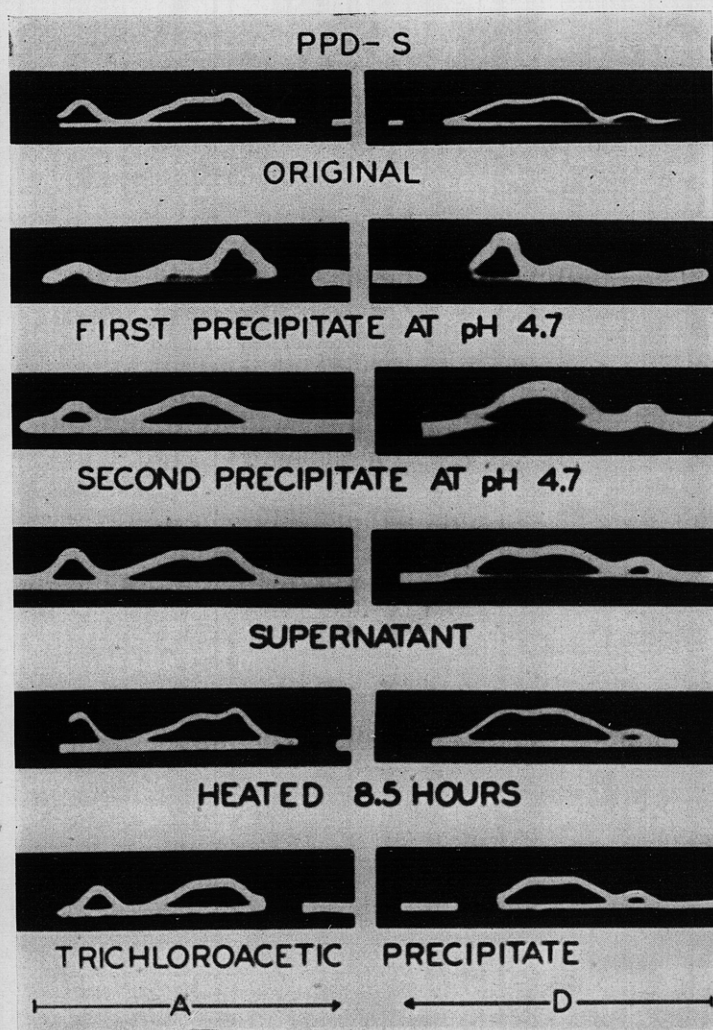 PPD-S
ORIGINAL
FIRST PRECIPITATE AT pH 4.7
SECOND PRECIPITATE AT pH 4.7
SUPERNATANT
HEATED 8.5 HOURS
TRICHLOROACETIC PRECIPITATE
A D